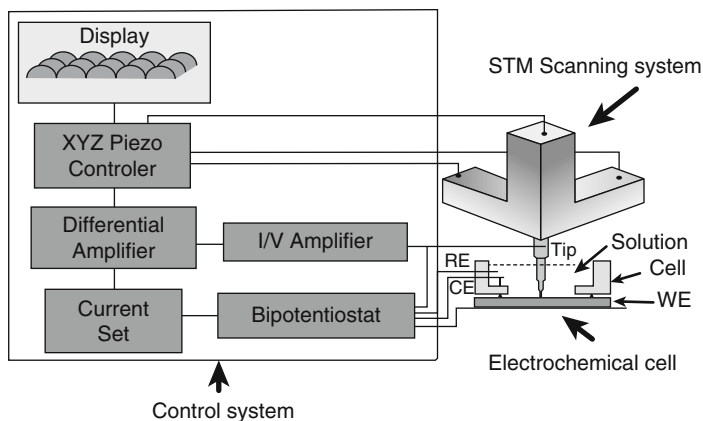 Display
STM Scanning system
XYZ Piezo
Controler
Differential
Amplifier
I/V Amplifier
Tip
Solution
RE
Cell
CE
Current
Set
Bipotentiostat
WE
Electrochemical cell
Control system